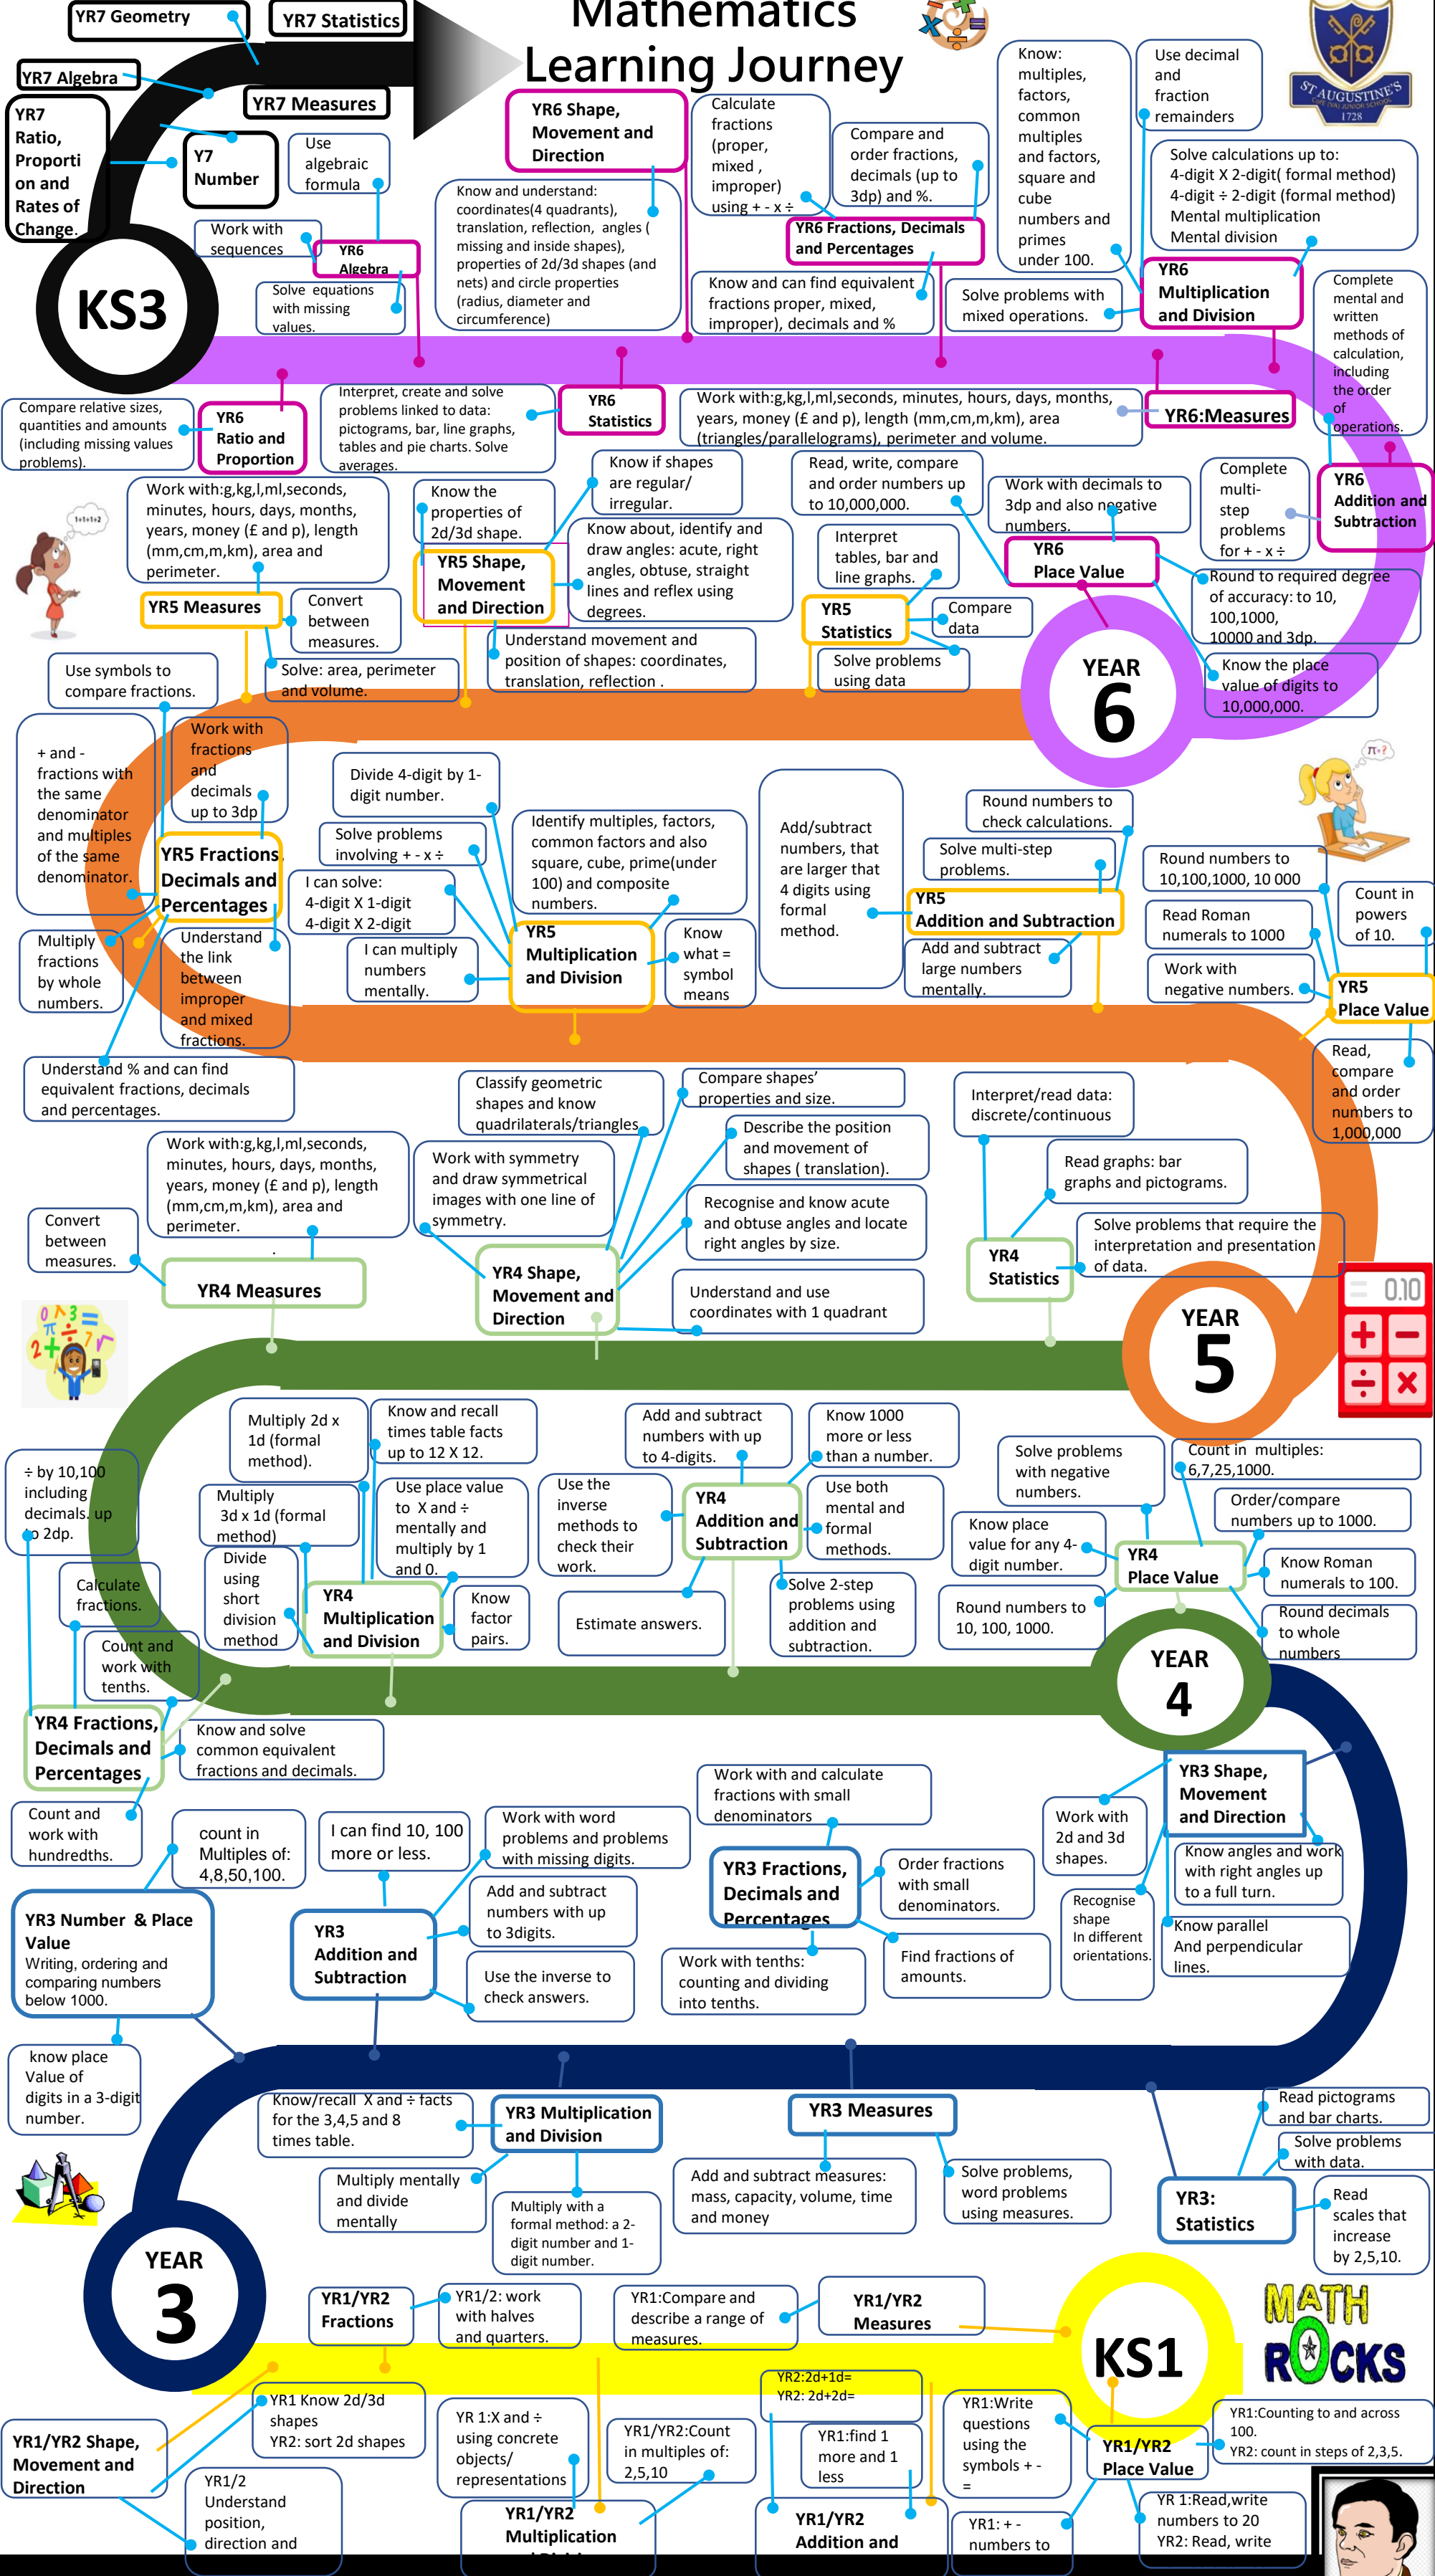 Mathematics
Learning Journey
YR7 Geometry
YR7 Statistics
YR7 Algebra
YR7 Measures
YR7
Ratio,
Proporti
on and
Rates of
Change.
Y7
Number
KS3
ST AUGUSTINE'S
1728
Use
algebraic
formula
Work with
sequences
YR6
Algebra
Solve equations
with missing
values.
YR6 Shape,
Movement and
Direction
Know and understand:
coordinates(4 quadrants),
translation, reflection, angles (
missing and inside shapes),
properties of 2d/3d shapes (and
nets) and circle properties
(radius, diameter and
circumference)
Calculate
fractions
(proper,
mixed ,
improper)
using + - x ÷
Compare and
order fractions,
decimals (up to
3dp) and %.
YR6 Fractions, Decimals
and Percentages
Know and can find equivalent
fractions proper, mixed,
improper), decimals and %
Know:
multiples,
factors,
common
multiples
and factors,
square and
cube
numbers and
primes
under 100.
Use decimal
and
fraction
remainders
Solve calculations up to:
4-digit X 2-digit( formal method)
4-digit ÷ 2-digit (formal method)
Mental multiplication
Mental division
YR6
Multiplication
and Division
Solve problems with
mixed operations.
Complete
mental and
written
methods of
calculation,
including
the order
of
operations.
Compare relative sizes,
quantities and amounts
(including missing values
problems).
YR6
Ratio and
Proportion
Interpret, create and solve
problems linked to data:
pictograms, bar, line graphs,
tables and pie charts. Solve
averages.
YR6
Statistics
Work with:g,kg,l,ml,seconds, minutes, hours, days, months,
years, money (£ and p), length (mm,cm,m,km), area
(triangles/parallelograms), perimeter and volume.
YR6:Measures
Complete
multi-
step
problems
for + - x ÷
YR6
Addition and
Subtraction
1+1+1=2
Work with:g,kg,l,ml,seconds,
minutes, hours, days, months,
years, money (£ and p), length
(mm,cm,m,km), area and
perimeter.
YR5 Measures
Convert
between
measures.
Solve: area, perimeter
and volume.
Know the
properties of
2d/3d shape.
Know if shapes
are regular/
irregular.
YR5 Shape,
Movement
and Direction
Know about, identify and
draw angles: acute, right
angles, obtuse, straight
lines and reflex using
degrees.
Understand movement and
position of shapes: coordinates,
translation, reflection .
Read, write, compare
and order numbers up
to 10,000,000.
Interpret
tables, bar and
line graphs.
YR5
Statistics
Compare
data
Solve problems
using data
Work with decimals to
3dp and also negative
numbers.
YR6
Place Value
Round to required degree
of accuracy: to 10,
100,1000,
10000 and 3dp.
Know the place
value of digits to
10,000,000.
YEAR
6
Use symbols to
compare fractions.
+ and -
fractions with
the same
denominator
and multiples
of the same
denominator.
Work with
fractions
and
decimals
up to 3dp
YR5 Fractions,
Decimals and
Percentages
Multiply
fractions
by whole
numbers.
Understand
the link
between
improper
and mixed
fractions.
Understand % and can find
equivalent fractions, decimals
and percentages.
Divide 4-digit by 1-
digit number.
Solve problems
involving + - x ÷
I can solve:
4-digit X 1-digit
4-digit X 2-digit
I can multiply
numbers
mentally.
Identify multiples, factors,
common factors and also
square, cube, prime(under
100) and composite
numbers.
YR5
Multiplication
and Division
Know
what =
symbol
means
Add/subtract
numbers, that
are larger that
4 digits using
formal
method.
Round numbers to
check calculations.
Solve multi-step
problems.
YR5
Addition and Subtraction
Add and subtract
large numbers
mentally.
π=?
Round numbers to
10,100,1000, 10 000
Read Roman
numerals to 1000
Work with
negative numbers.
Count in
powers
of 10.
YR5
Place Value
Read,
compare
and order
numbers to
1,000,000
Work with:g,kg,l,ml,seconds,
minutes, hours, days, months,
years, money (£ and p), length
(mm,cm,m,km), area and
perimeter.
.
Convert
between
measures.
YR4 Measures
Classify geometric
shapes and know
quadrilaterals/triangles
Work with symmetry
and draw symmetrical
images with one line of
symmetry.
YR4 Shape,
Movement and
Direction
Compare shapes'
properties and size.
Describe the position
and movement of
shapes ( translation).
Recognise and know acute
and obtuse angles and locate
right angles by size.
Understand and use
coordinates with 1 quadrant
Interpret/read data:
discrete/continuous
Read graphs: bar
graphs and pictograms.
YR4
Statistics
Solve problems that require the
interpretation and presentation
of data.
YEAR
5
0.10
÷ by 10,100
including
decimals. up
to 2dp.
Calculate
fractions.
Count and
work with
tenths.
YR4 Fractions,
Decimals and
Percentages
Know and solve
common equivalent
fractions and decimals.
Count and
work with
hundredths.
Multiply 2d x
1d (formal
method).
Multiply
3d x 1d (formal
method)
Divide
using
short
division
method
Know and recall
times table facts
up to 12 X 12.
Use place value
to X and ÷
mentally and
multiply by 1
and 0.
YR4
Multiplication
and Division
Know
factor
pairs.
Add and subtract
numbers with up
to 4-digits.
Know 1000
more or less
than a number.
Use the
inverse
methods to
check their
work.
YR4
Addition and
Subtraction
Use both
mental and
formal
methods.
Estimate answers.
Solve 2-step
problems using
addition and
subtraction.
Solve problems
with negative
numbers.
Count in multiples:
6,7,25,1000.
Order/compare
numbers up to 1000.
Know place
value for any 4-
digit number.
YR4
Place Value
Know Roman
numerals to 100.
Round numbers to
10, 100, 1000.
Round decimals
to whole
numbers
YEAR
4
count in
Multiples of:
4,8,50,100.
YR3 Number & Place
Value
Writing, ordering and
comparing numbers
below 1000.
know place
Value of
digits in a 3-digit
number.
I can find 10, 100
more or less.
Work with word
problems and problems
with missing digits.
Add and subtract
numbers with up
to 3digits.
YR3
Addition and
Subtraction
Use the inverse to
check answers.
Work with and calculate
fractions with small
denominators
YR3 Fractions,
Decimals and
Percentages
Order fractions
with small
denominators.
Work with tenths:
counting and dividing
into tenths.
Find fractions of
amounts.
YR3 Shape,
Movement
and Direction
Work with
2d and 3d
shapes.
Know angles and work
with right angles up
to a full turn.
Recognise
shape
In different
orientations.
Know parallel
And perpendicular
lines.
Know/recall X and ÷ facts
for the 3,4,5 and 8
times table.
YR3 Multiplication
and Division
Multiply mentally
and divide
mentally
Multiply with a
formal method: a 2-
digit number and 1-
digit number.
YR3 Measures
Add and subtract measures:
mass, capacity, volume, time
and money
Solve problems,
word problems
using measures.
Read pictograms
and bar charts.
Solve problems
with data.
YR3:
Statistics
Read
scales that
increase
by 2,5,10.
YEAR
3
YR1/YR2
Fractions
YR1/2: work
with halves
and quarters.
YR1:Compare and
describe a range of
measures.
YR1/YR2
Measures
KS1
MATH
ROCKS
YR1/YR2 Shape,
Movement and
Direction
YR1 Know 2d/3d
shapes
YR2: sort 2d shapes
YR1/2
Understand
position,
direction and
YR 1:X and ÷
using concrete
objects/
representations
YR1/YR2:Count
in multiples of:
2,5,10
YR1/YR2
Multiplication
YR2:2d+1d=
YR2: 2d+2d=
YR1:find 1
more and 1
less
YR1/YR2
Addition and
YR1:Write
questions
using the
symbols + -
=
YR1/YR2
Place Value
YR1:Counting to and across
100.
YR2: count in steps of 2,3,5.
YR1: + -
numbers to
YR 1:Read,write
numbers to 20
YR2: Read, write